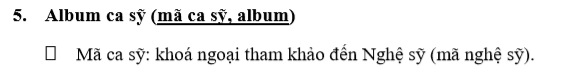 5. Album ca sỹ (mã ca sỹ, album)
□ Mã ca sỹ: khoá ngoại tham khảo đến Nghệ sỹ (mã nghệ sỹ).